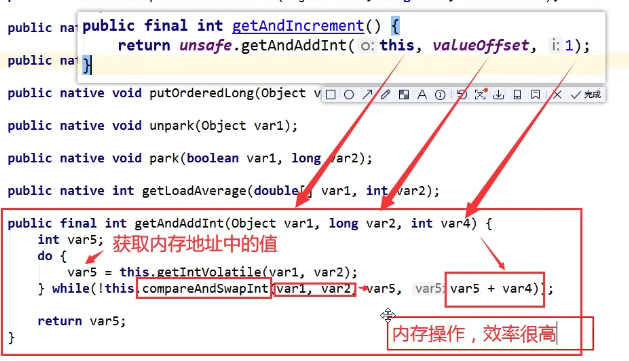 public native
public final int getAndIncrement() {
return unsafe.getAndAddInt( o: this, valueOffset, i: 1);
}
public nativ
public native void putOrderedLong(Object v
完成
public native void unpark(Object var1);
public native void park(boolean var1, long var2);
public native int getLoadAverage(double[] var1, int var2);
public final int getAndAddInt(Object var1, long var2, int var4) {
int var5; 获取内存地址中的值
do {
var5 = this.getIntVolatile(var1, var2);
} while(!this.compareAndSwapInt(var1, var2, var5, var5: var5 + var4));
return var5; 内存操作，效率很高
}